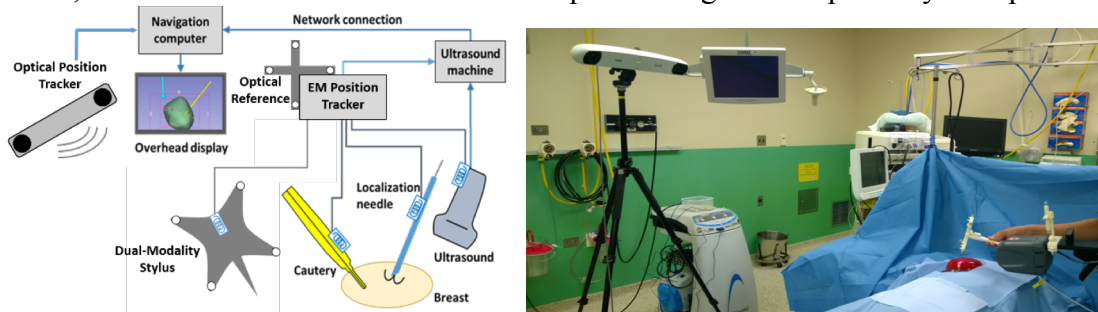 Network connection
Navigation
computer
Optical Position
Tracker
Optical
Reference
EM Position
Tracker
Ultrasound
machine
Overhead display
Localization
needle
Dual-Modality
Stylus
Cautery
Ultrasound
Breast